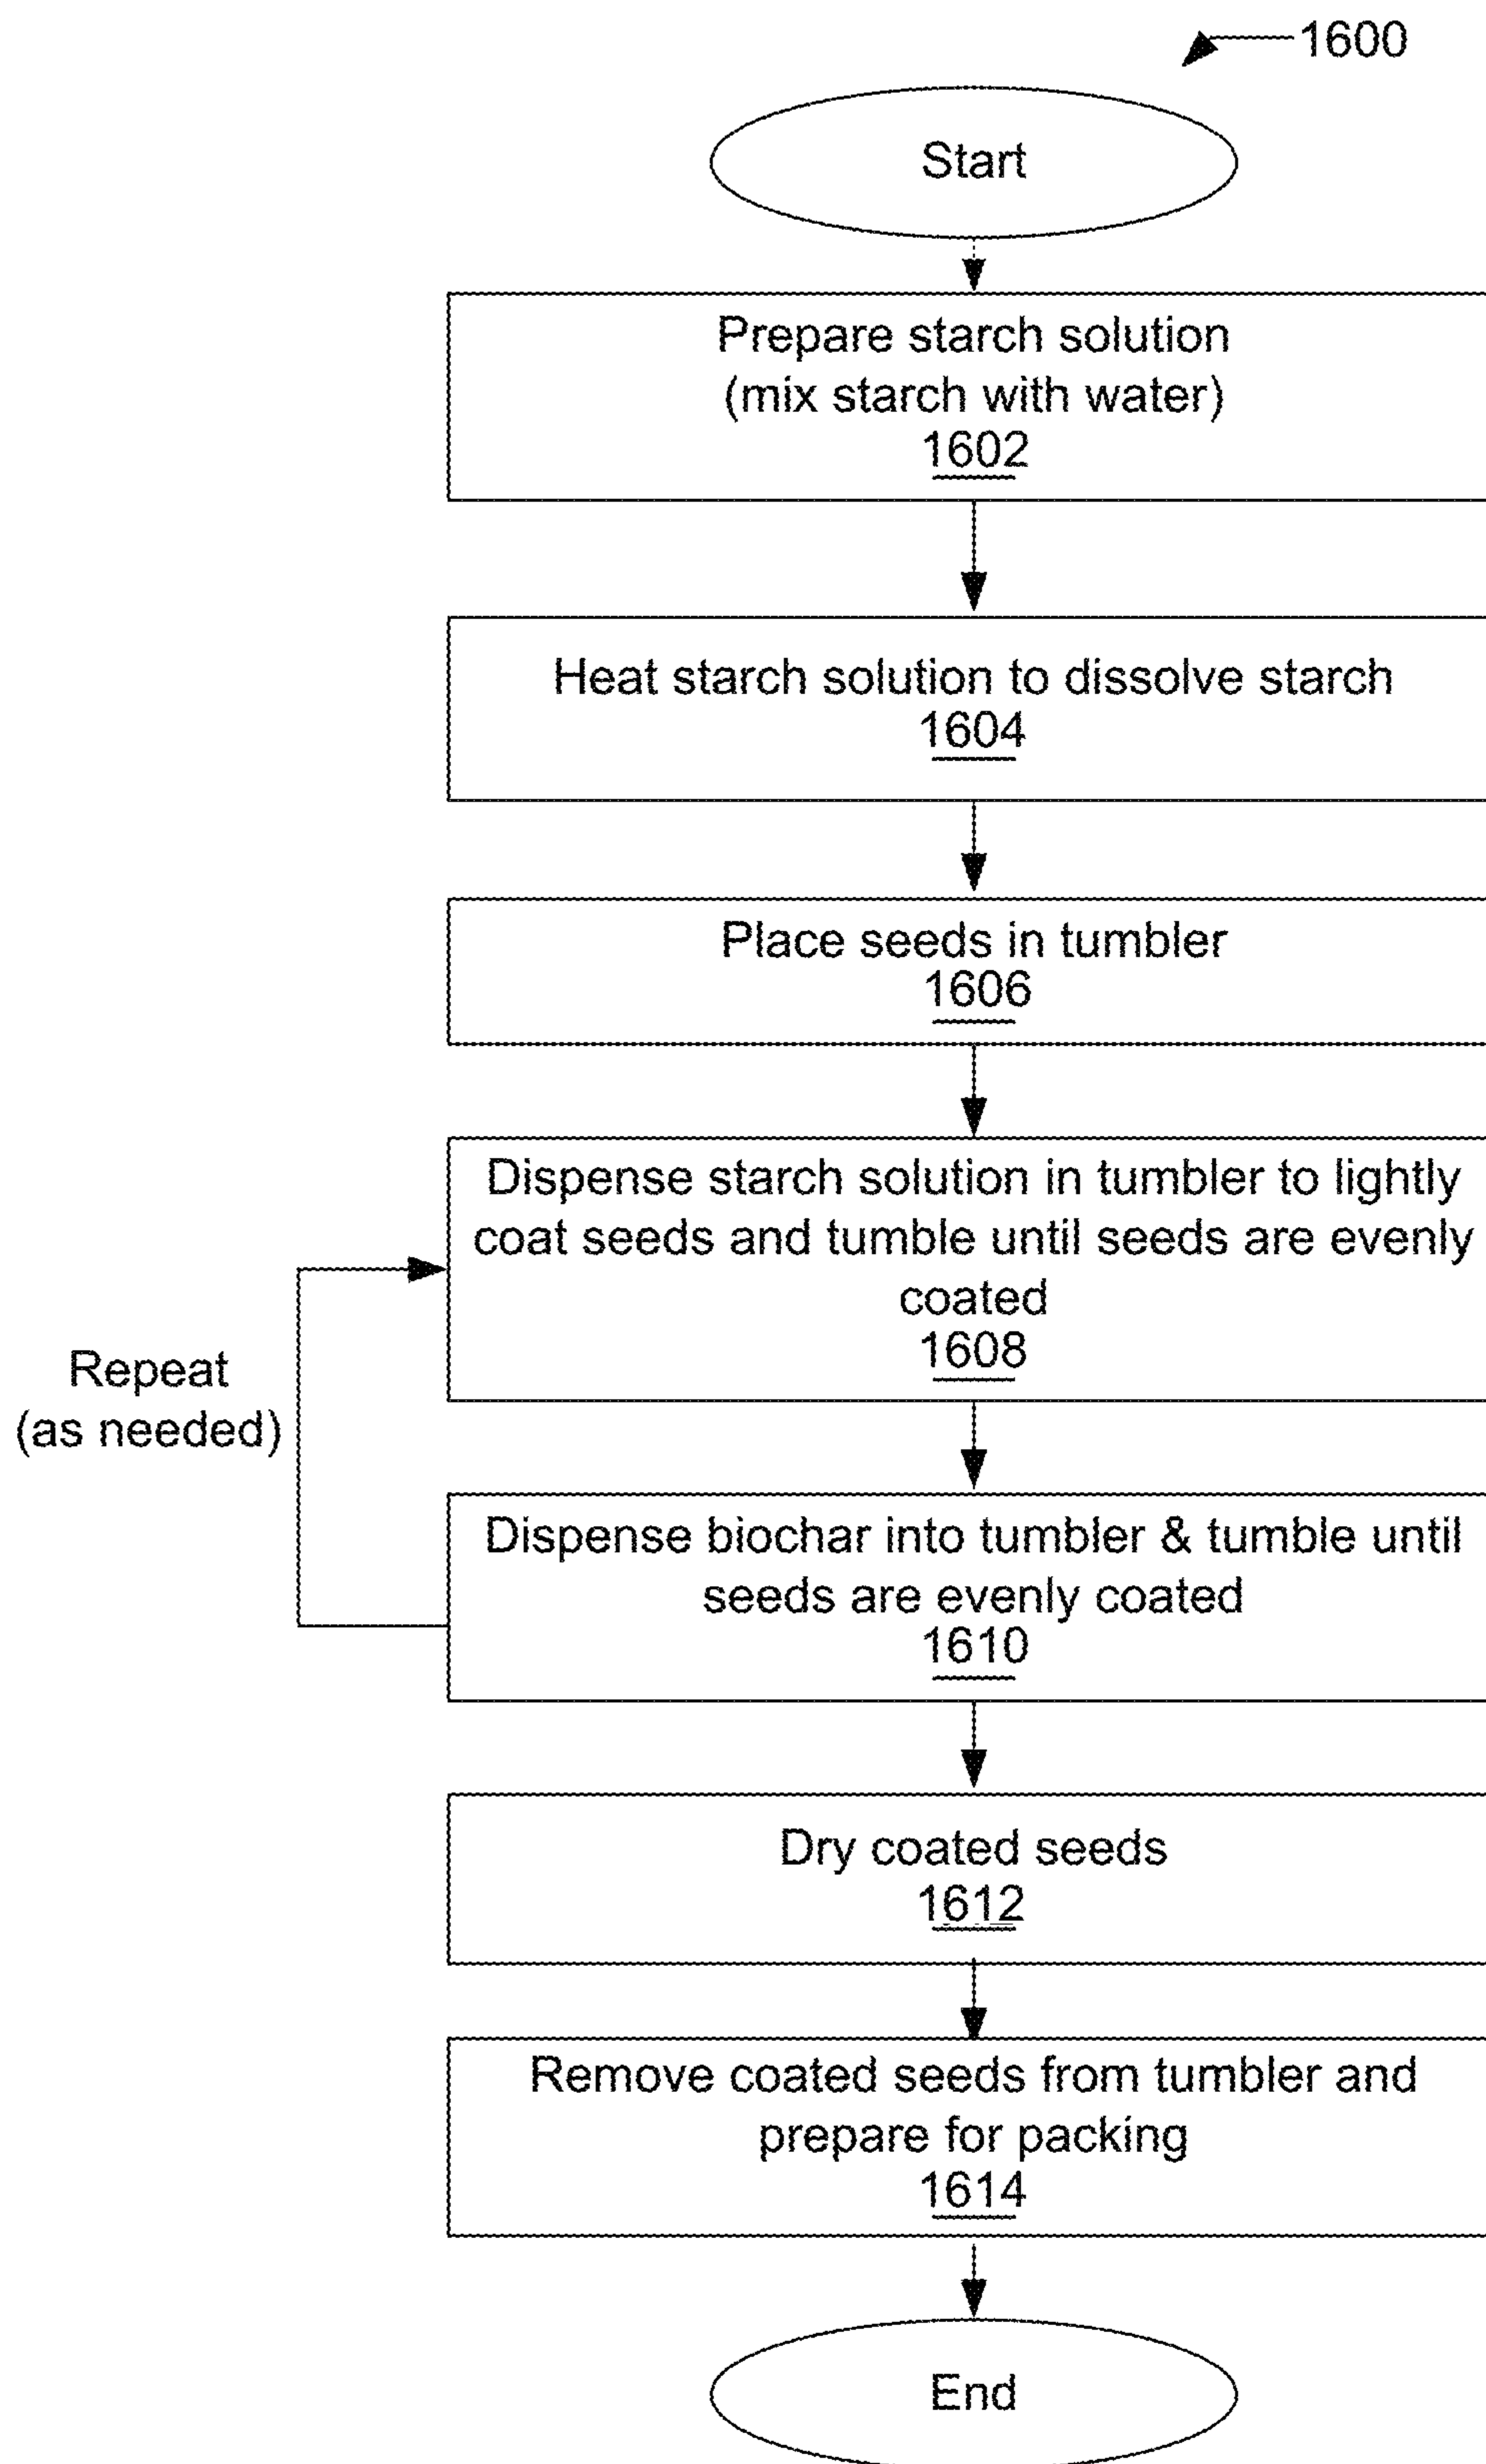 1600
Start
Prepare starch solution
(mix starch with water)
1602
Heat starch solution to dissolve starch
1604
Place seeds in tumbler
1606
Dispense starch solution in tumbler to lightly
coat seeds and tumble until seeds are evenly
coated
1608
Repeat
(as needed)
Dispense biochar into tumbler & tumble until
seeds are evenly coated
1610
Dry coated seeds
1612
Remove coated seeds from tumbler and
prepare for packing
1614
End